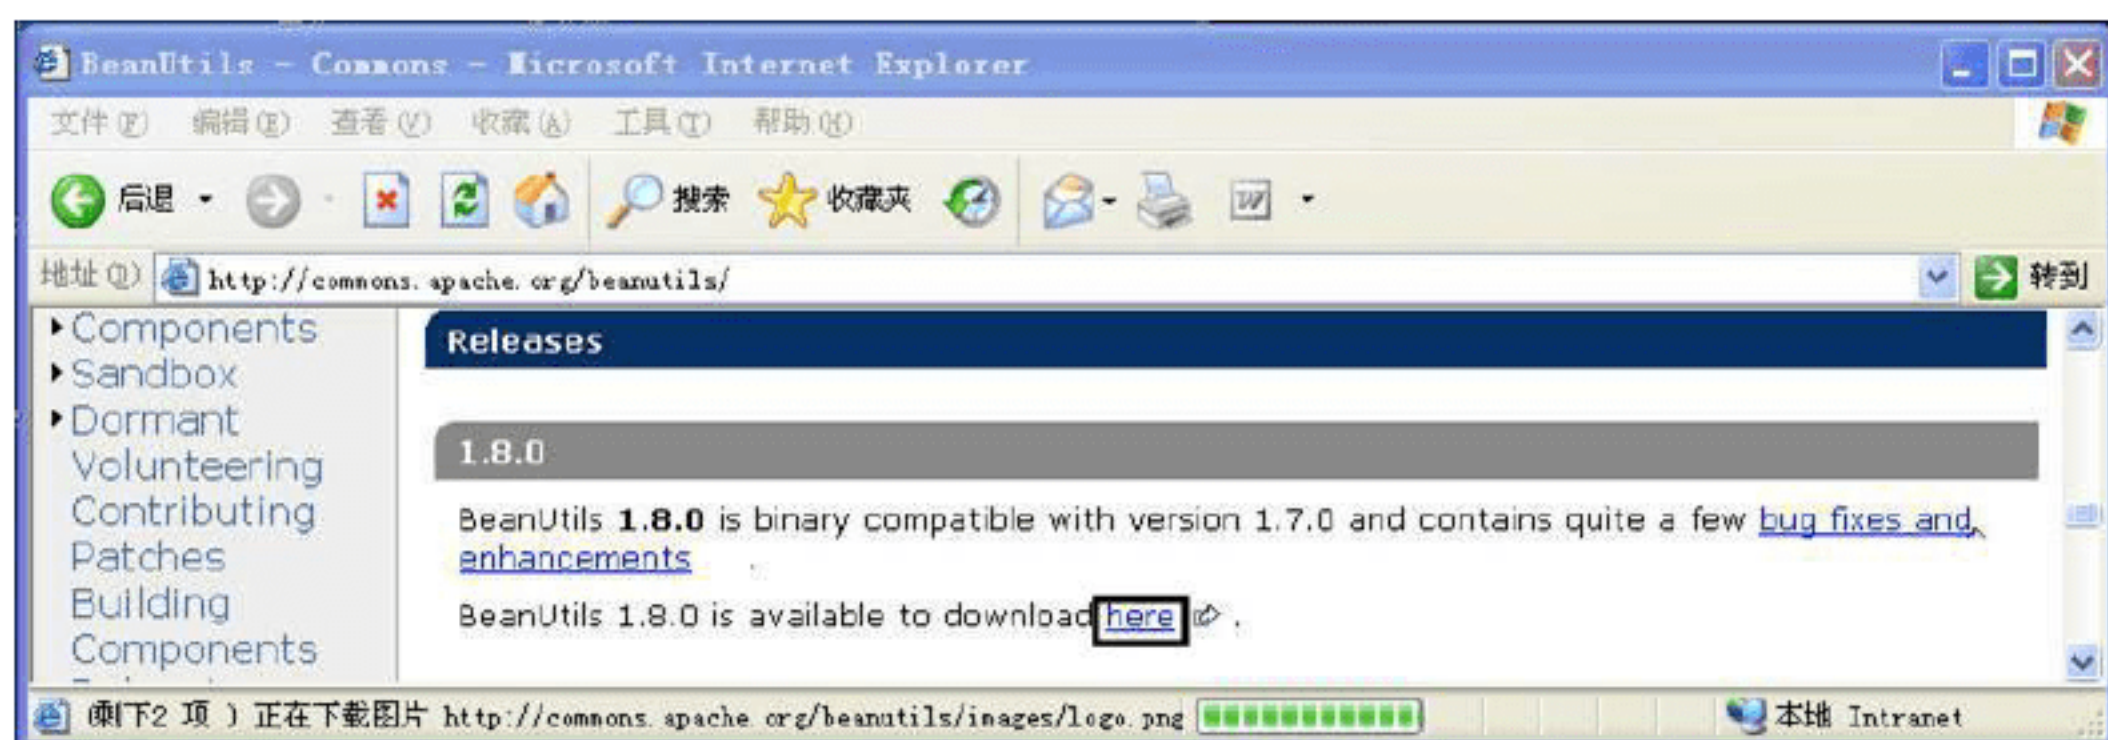 BeanUtils - Commons - Microsoft Internet Explorer
文件(F) 编辑(E) 查看(V) 收藏(A) 工具(T) 帮助(H)
后退 搜索 收藏夹
地址(D) http://commons.apache.org/beanutils/ 转到
Components
Sandbox
Dormant
Volunteering
Contributing
Patches
Building
Components
Releases
1.8.0
BeanUtils 1.8.0 is binary compatible with version 1.7.0 and contains quite a few bug fixes and
enhancements
BeanUtils 1.8.0 is available to download here .
(剩下2 项 ) 正在下载图片 http://commons.apache.org/beanutils/images/logo.png 本地 Intranet